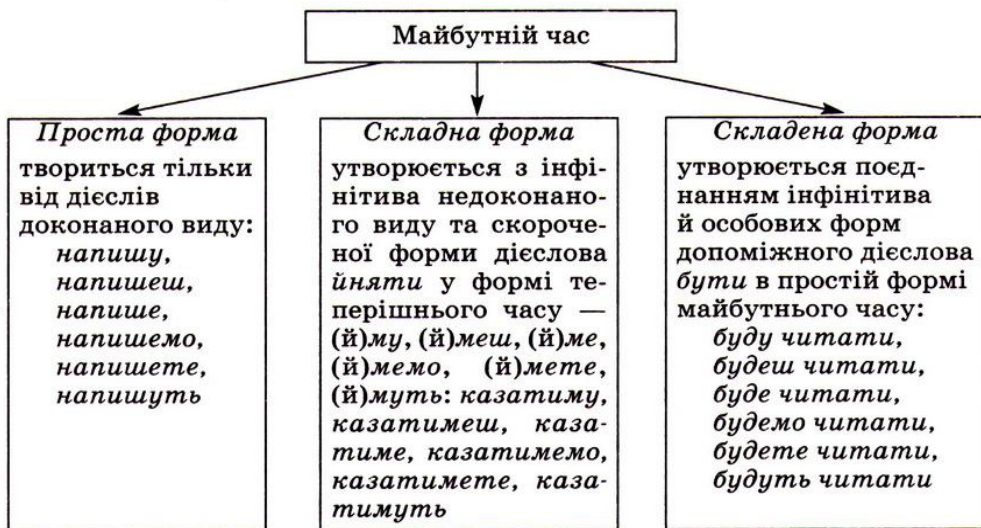 Майбутній час
Проста форма
твориться тільки
від дієслів
доконаного виду:
напишу,
напишеш,
напише,
напишемо,
напишете,
напишуть
Складна форма
утворюється з інфі-
нітива недоконано-
го виду та скороче-
ної форми дієслова
йняти у формі те-
перішнього часу —
(й)му, (й)меш, (й)ме,
(й)мемо, (й)мете,
(й)муть: казатиму,
казатимеш, каза-
тиме, казатимемо,
казатимете, каза-
тимуть
Складена форма
утворюється поєд-
нанням інфінітива
й особових форм
допоміжного дієслова
бути в простій формі
майбутнього часу:
буду читати,
будеш читати,
буде читати,
будемо читати,
будете читати,
будуть читати